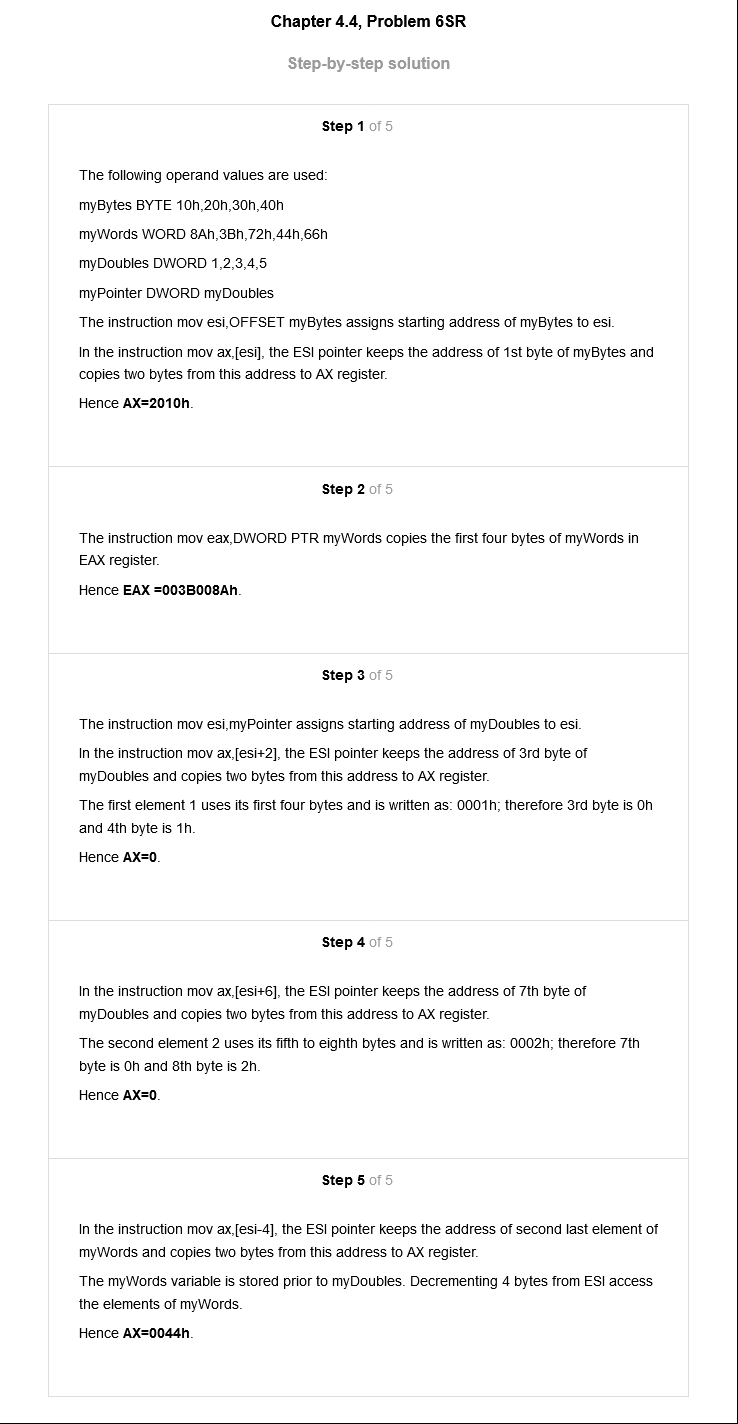 Chapter 4.4, Problem 6SR
Step-by-step solution
Step 1 of 5
The following operand values are used:
myBytes BYTE 10h,20h,30h,40h
myWords WORD 8Ah,3Bh,72h,44h,66h
myDoubles DWORD 1,2,3,4,5
myPointer DWORD myDoubles
The instruction mov esi,OFFSET myBytes assigns starting address of myBytes to esi.
In the instruction mov ax,[esi], the ESI pointer keeps the address of 1st byte of myBytes and
copies two bytes from this address to AX register.
Hence AX=2010h.
Step 2 of 5
The instruction mov eax,DWORD PTR myWords copies the first four bytes of myWords in
EAX register.
Hence EAX =003B008Ah.
Step 3 of 5
The instruction mov esi,myPointer assigns starting address of myDoubles to esi.
In the instruction mov ax,[esi+2], the ESI pointer keeps the address of 3rd byte of
myDoubles and copies two bytes from this address to AX register.
The first element 1 uses its first four bytes and is written as: 0001h; therefore 3rd byte is 0h
and 4th byte is 1h.
Hence AX=0.
Step 4 of 5
In the instruction mov ax,[esi+6], the ESI pointer keeps the address of 7th byte of
myDoubles and copies two bytes from this address to AX register.
The second element 2 uses its fifth to eighth bytes and is written as: 0002h; therefore 7th
byte is 0h and 8th byte is 2h.
Hence AX=0.
Step 5 of 5
In the instruction mov ax,[esi-4], the ESI pointer keeps the address of second last element of
myWords and copies two bytes from this address to AX register.
The myWords variable is stored prior to myDoubles. Decrementing 4 bytes from ESI access
the elements of myWords.
Hence AX=0044h.